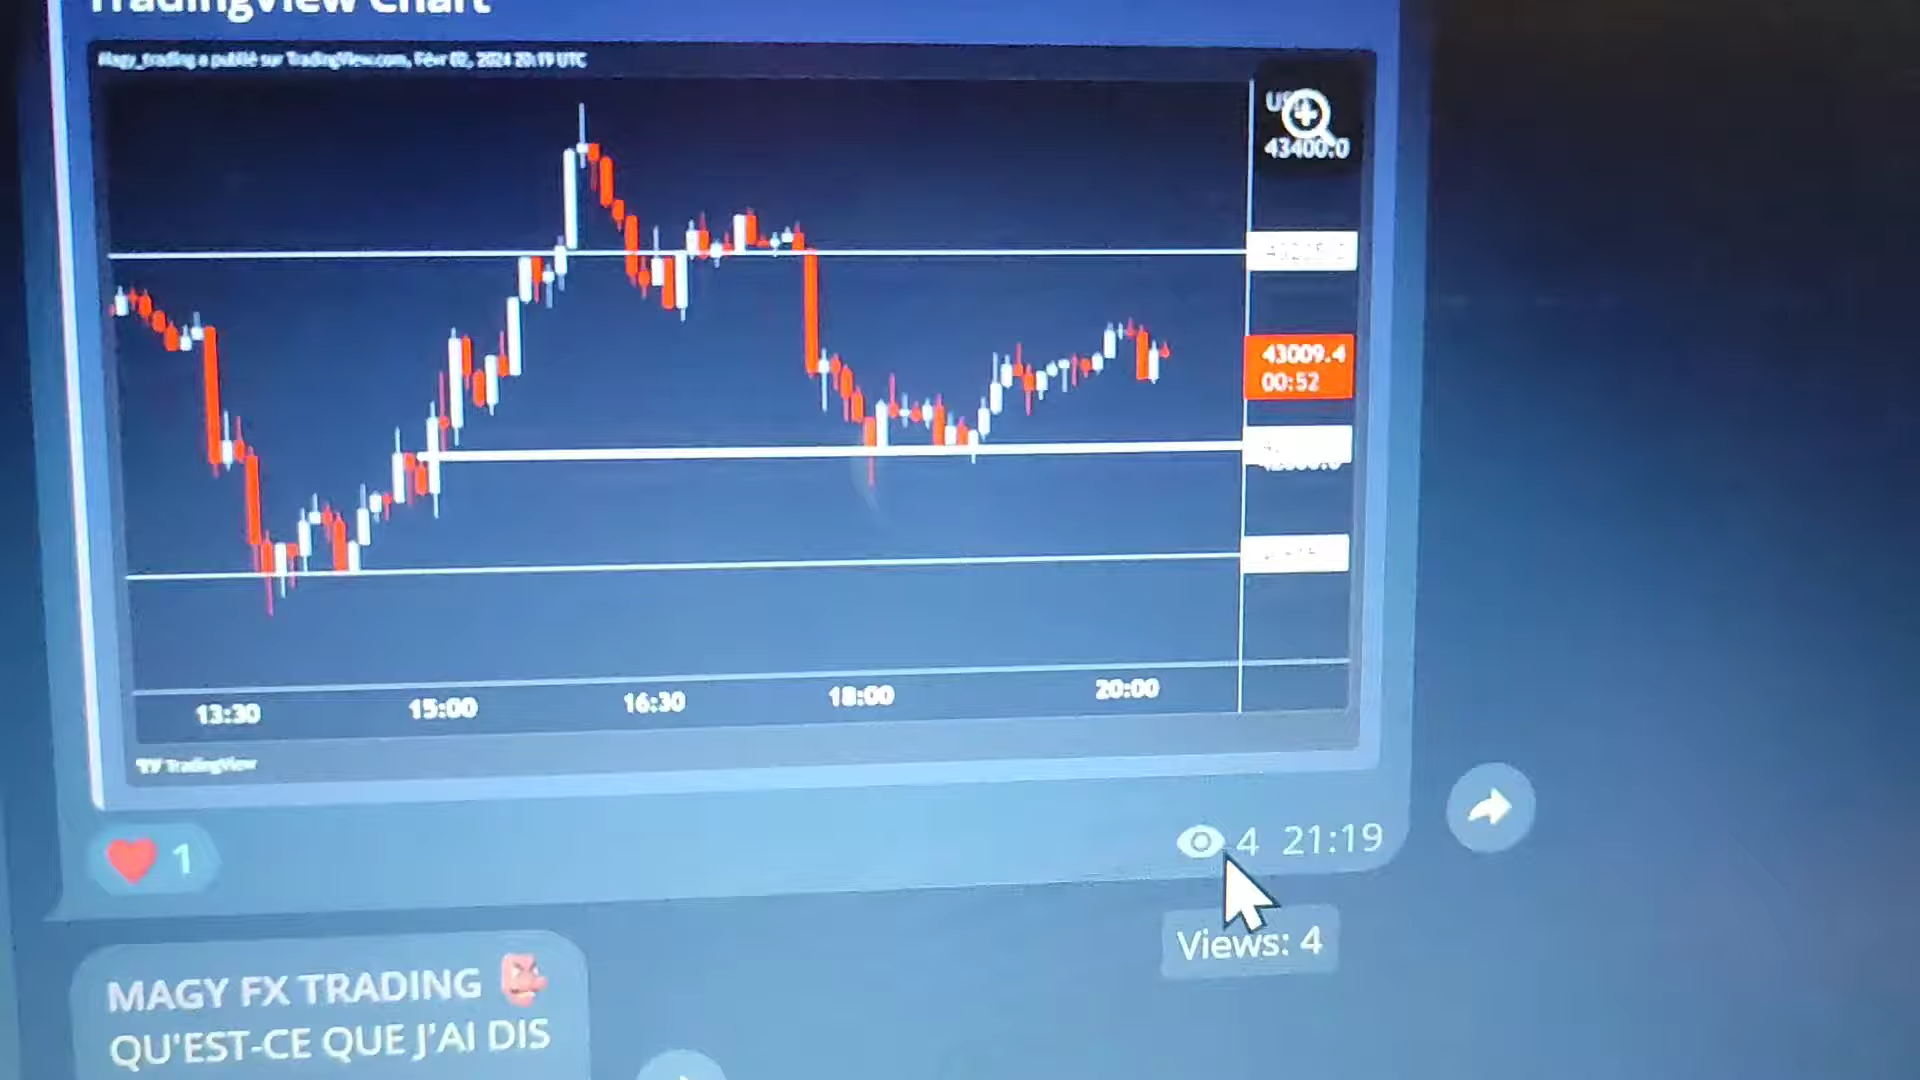 TradingView Chart
Magy_trading a publié sur TradingView.com, Févr 02, 2024 20:19 UTC
43400.0
43009.4
00:52
13:30 15:00 16:30 18:00 20:00
TradingView
1
4 21:19
Views: 4
MAGY FX TRADING
QU'EST-CE QUE J'AI DIS